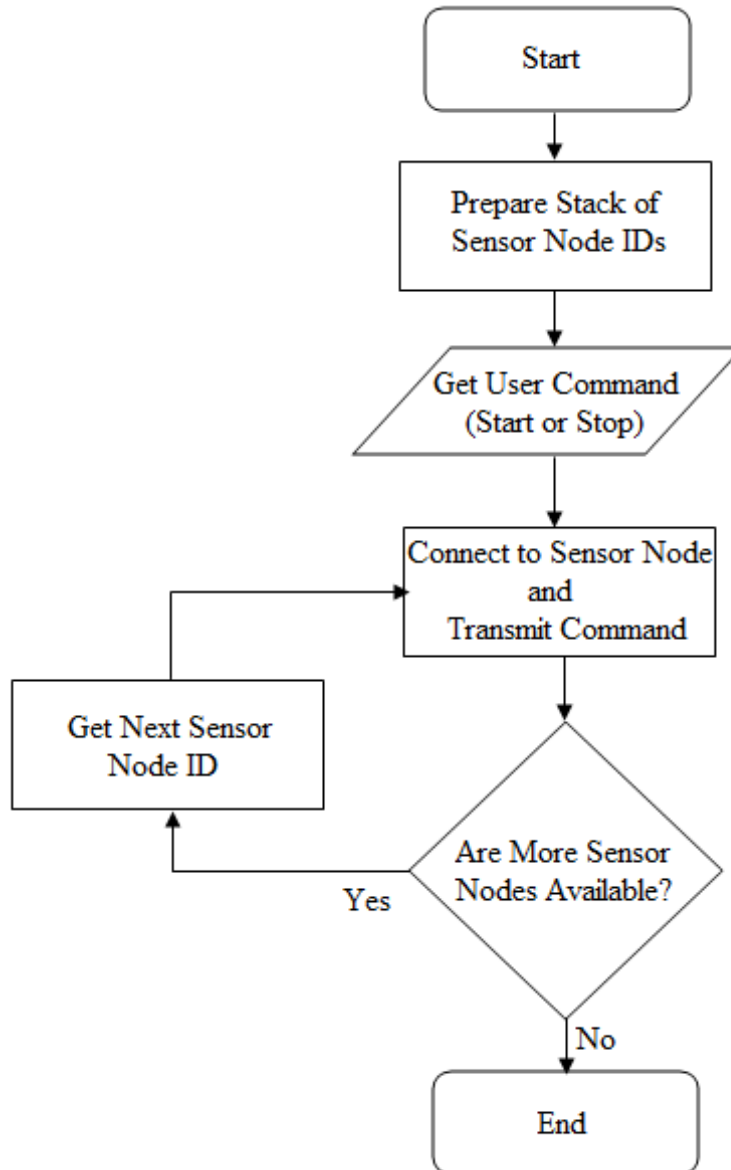 Start
Prepare Stack of
Sensor Node IDs
Get User Command
(Start or Stop)
Connect to Sensor Node
and
Transmit Command
Get Next Sensor
Node ID
Are More Sensor
Nodes Available?
Yes
No
End